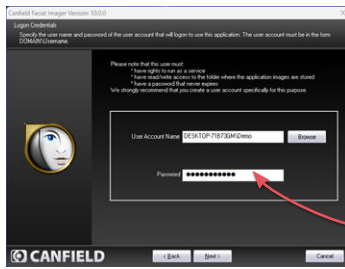 Canfield Facial Imager Version: 10.0.0
Logon Credentials
Specify the user name and password of the user account that will logon to use this application. The user account must be in the form
DOMAIN\Username.
Please note that this user must:
* have rights to run as a service
* have read/write access to the folder where the application images are stored
* have a password that never expires
We strongly recommend that you create a user account specifically for this purpose.
User Account Name DESKTOP-71B73GM\Demo Browse
Password ●●●●●●●●●●●
CANFIELD < Back Next > Cancel